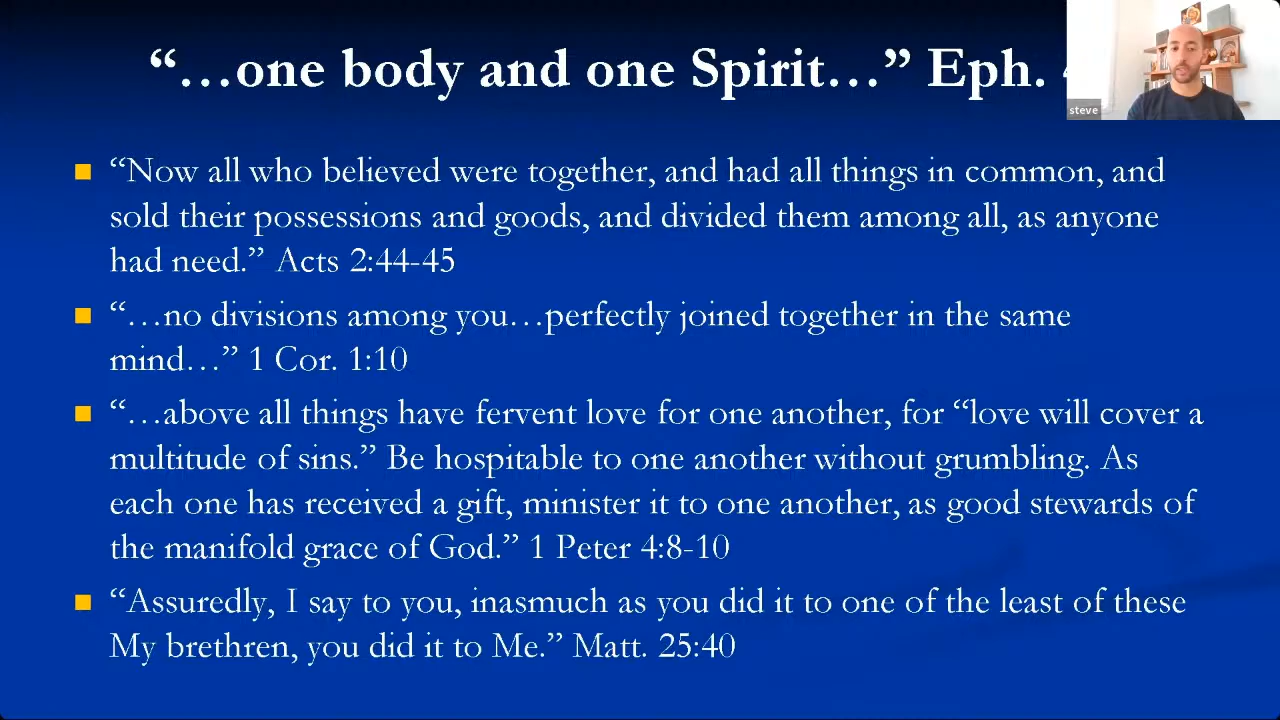 “…one body and one Spirit…” Eph.
steve
“Now all who believed were together, and had all things in common, and
sold their possessions and goods, and divided them among all, as anyone
had need.” Acts 2:44-45
“…no divisions among you…perfectly joined together in the same
mind…” 1 Cor. 1:10
“…above all things have fervent love for one another, for “love will cover a
multitude of sins.” Be hospitable to one another without grumbling. As
each one has received a gift, minister it to one another, as good stewards of
the manifold grace of God.” 1 Peter 4:8-10
“Assuredly, I say to you, inasmuch as you did it to one of the least of these
My brethren, you did it to Me.” Matt. 25:40